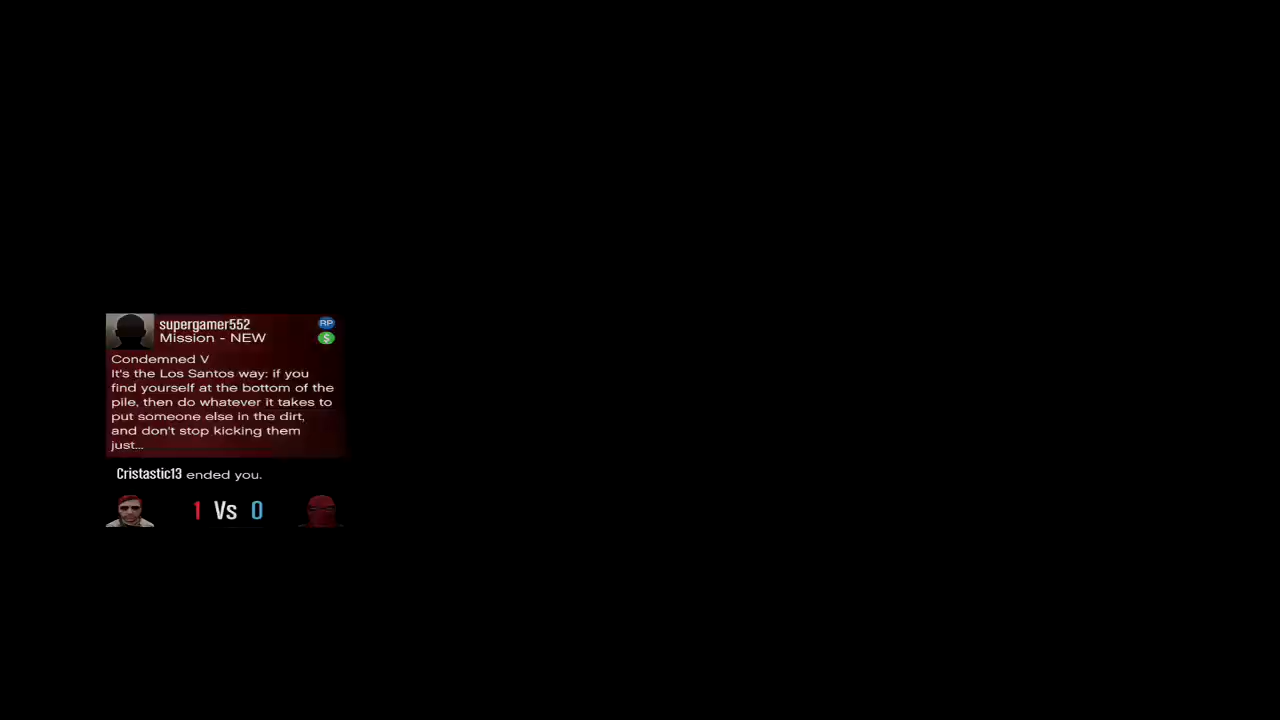 supergamer552
RP
Mission - NEW
$
Condemned V
It's the Los Santos way: if you
find yourself at the bottom of the
pile, then do whatever it takes to
put someone else in the dirt,
and don't stop kicking them
just...
Cristastic13 ended you.
1 Vs 0